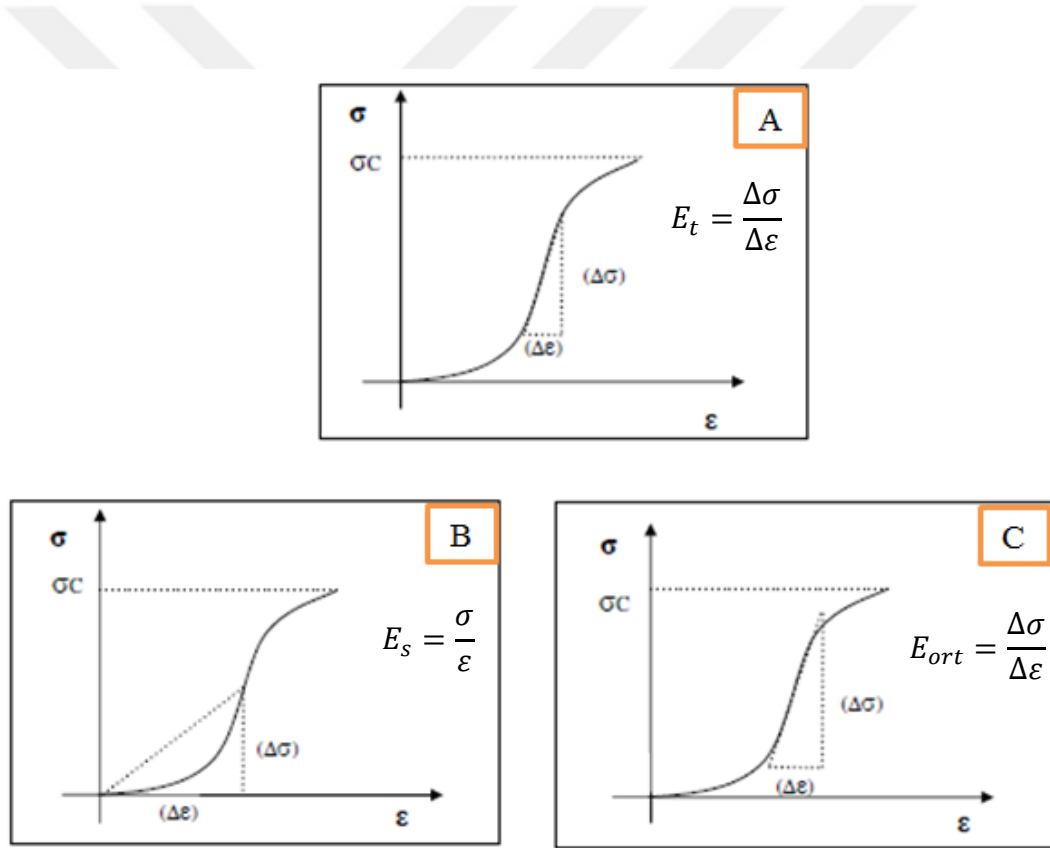 A
σ
σC
E_t = Δσ/Δε
(Δσ)
(Δε)
ε
B
σ
σC
E_s = σ/ε
(Δσ)
(Δε)
ε
C
σ
σC
E_ort = Δσ/Δε
(Δσ)
(Δε)
ε